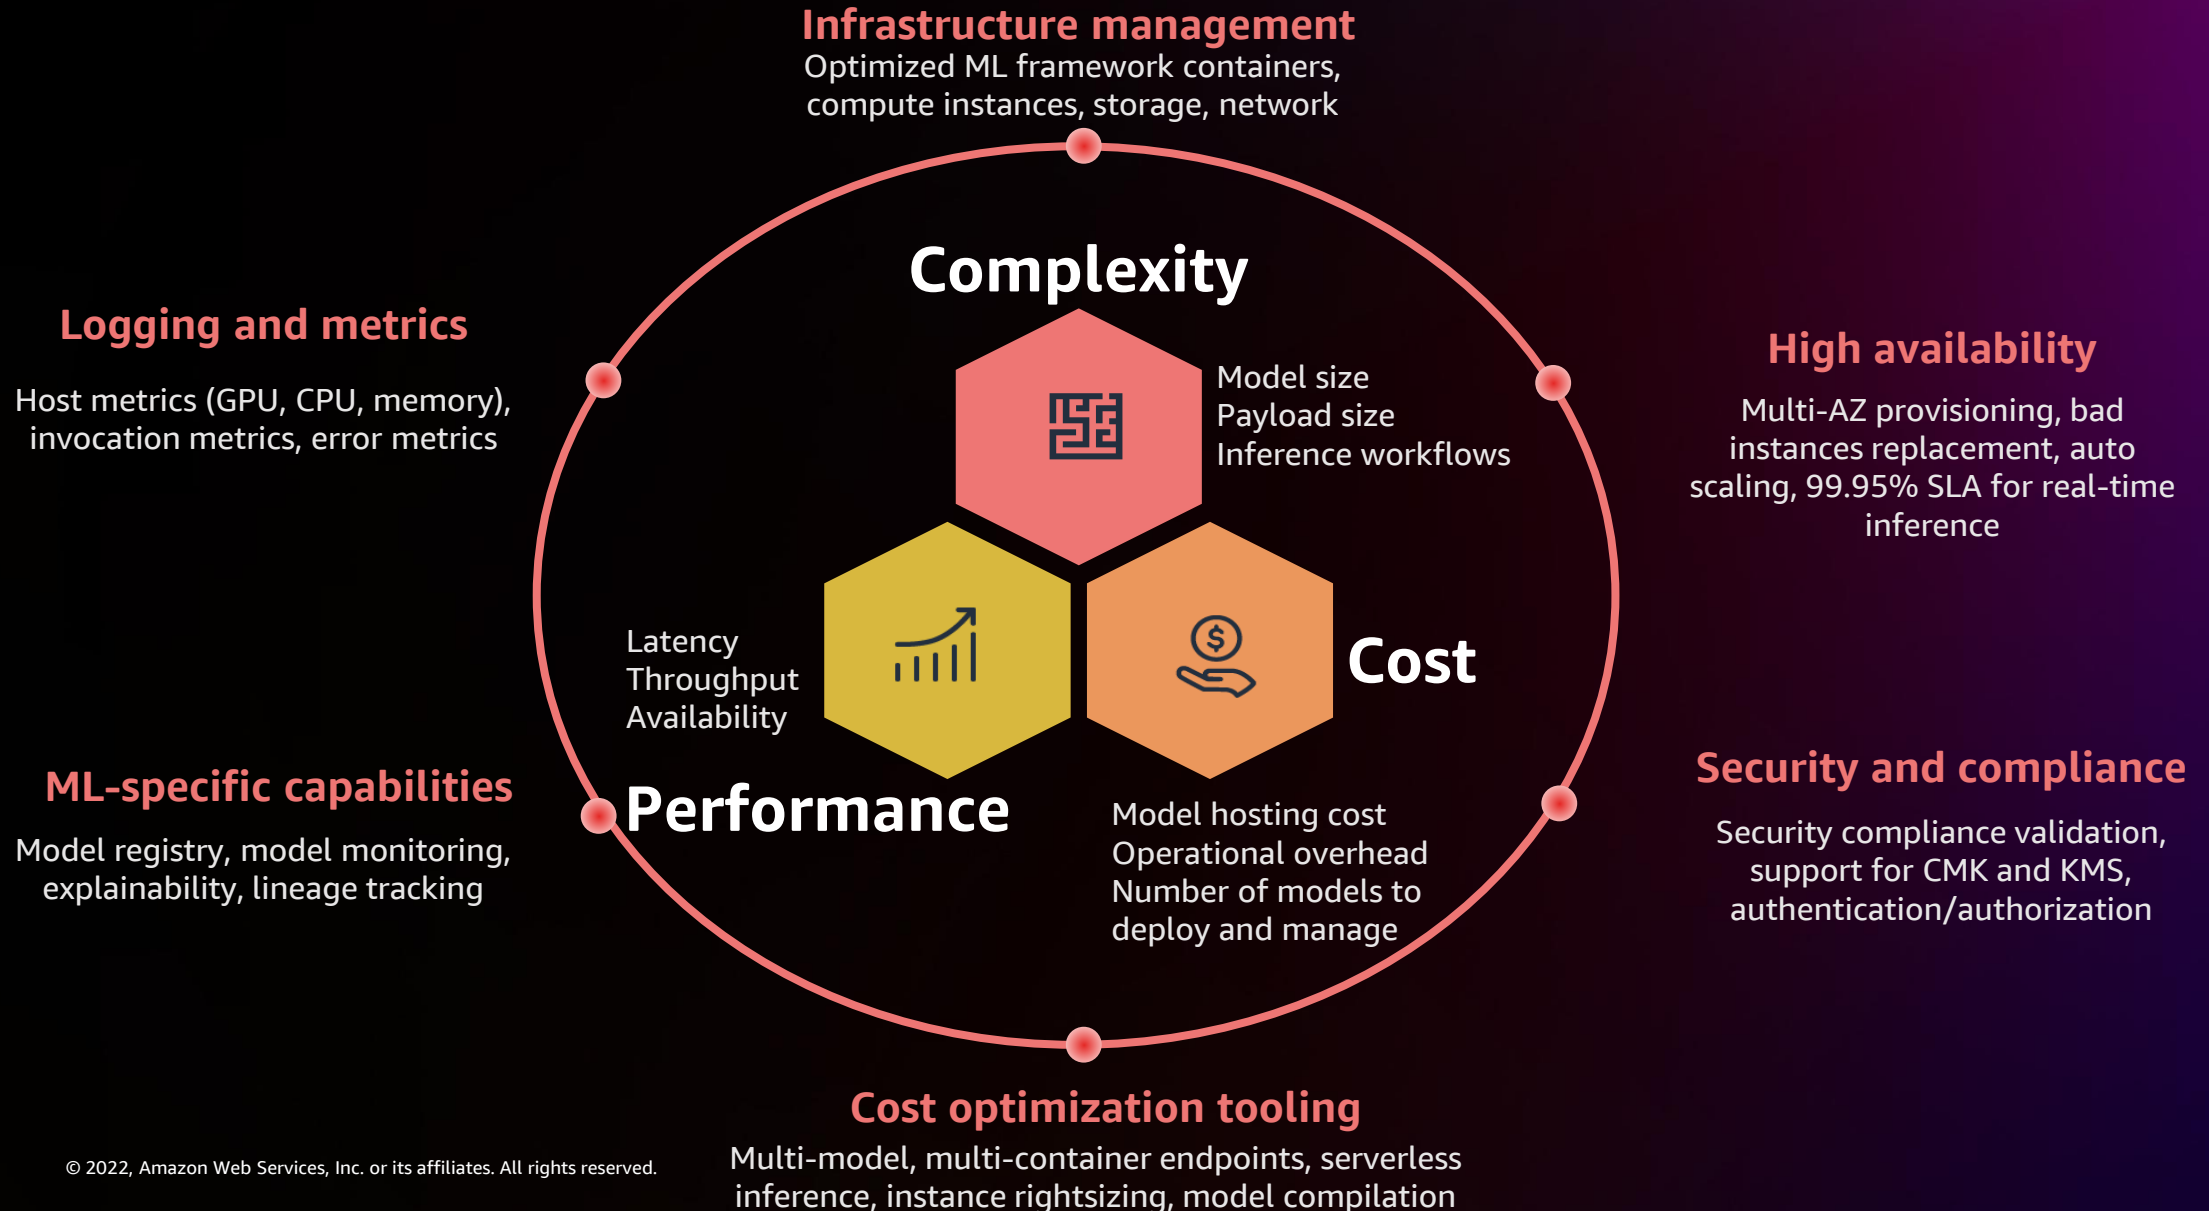 Infrastructure management
Optimized ML framework containers,
compute instances, storage, network
Complexity
Model size
Payload size
Inference workflows
Logging and metrics
Host metrics (GPU, CPU, memory),
invocation metrics, error metrics
High availability
Multi-AZ provisioning, bad
instances replacement, auto
scaling, 99.95% SLA for real-time
inference
Latency
Throughput
Availability
Performance
$
Cost
Model hosting cost
Operational overhead
Number of models to
deploy and manage
ML-specific capabilities
Model registry, model monitoring,
explainability, lineage tracking
Security and compliance
Security compliance validation,
support for CMK and KMS,
authentication/authorization
Cost optimization tooling
Multi-model, multi-container endpoints, serverless
inference, instance rightsizing, model compilation
© 2022, Amazon Web Services, Inc. or its affiliates. All rights reserved.